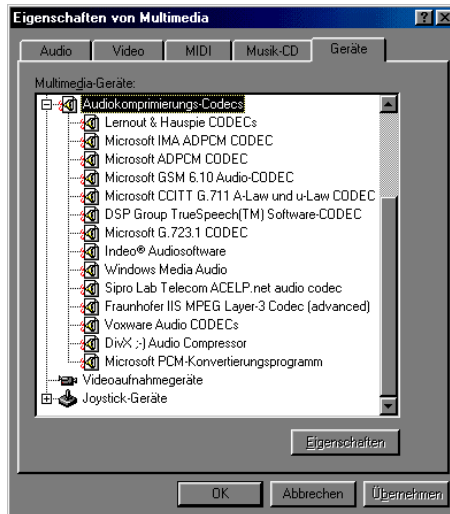 Eigenschaften von Multimedia
Audio Video MIDI Musik-CD Geräte
Multimedia-Geräte:
Audiokomprimierungs-Codecs
Lernout & Hauspie CODECs
Microsoft IMA ADPCM CODEC
Microsoft ADPCM CODEC
Microsoft GSM 6.10 Audio-CODEC
Microsoft CCITT G.711 A-Law und u-Law CODEC
DSP Group TrueSpeech(TM) Software-CODEC
Microsoft G.723.1 CODEC
Indeo® Audiosoftware
Windows Media Audio
Sipro Lab Telecom ACELP.net audio codec
Fraunhofer IIS MPEG Layer-3 Codec (advanced)
Voxware Audio CODECs
DivX ;-) Audio Compressor
Microsoft PCM-Konvertierungsprogramm
Videoaufnahmegeräte
Joystick-Geräte
Eigenschaften
OK Abbrechen Übernehmen